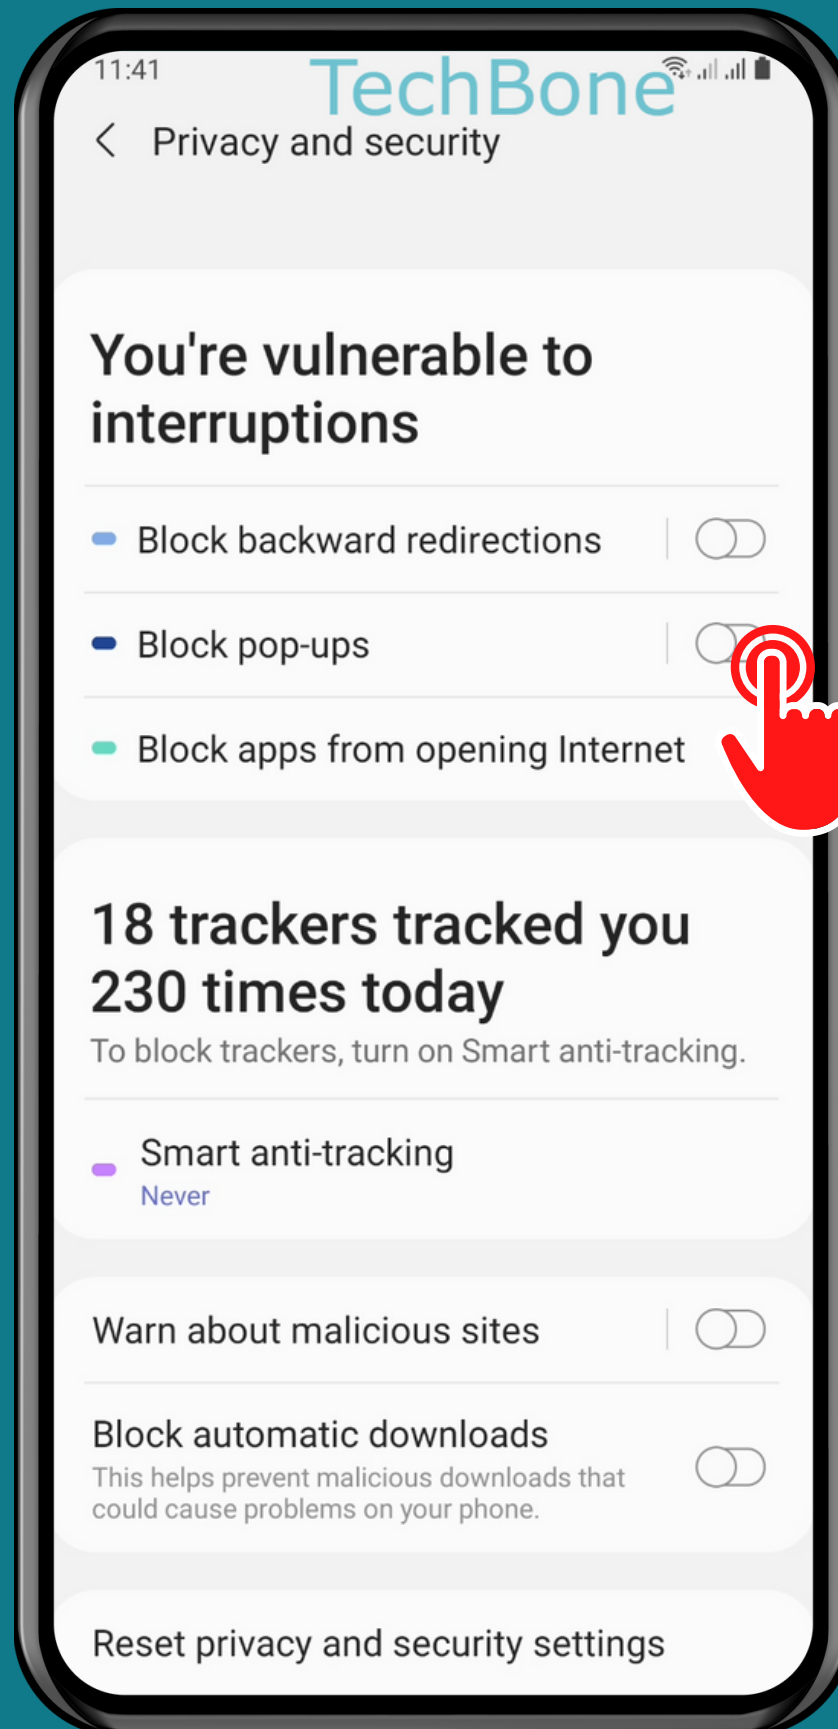 11:41
TechBone
Privacy and security
You're vulnerable to
interruptions
Block backward redirections
Block pop-ups
Block apps from opening Internet
18 trackers tracked you
230 times today
To block trackers, turn on Smart anti-tracking.
Smart anti-tracking
Never
Warn about malicious sites
Block automatic downloads
This helps prevent malicious downloads that
could cause problems on your phone.
Reset privacy and security settings